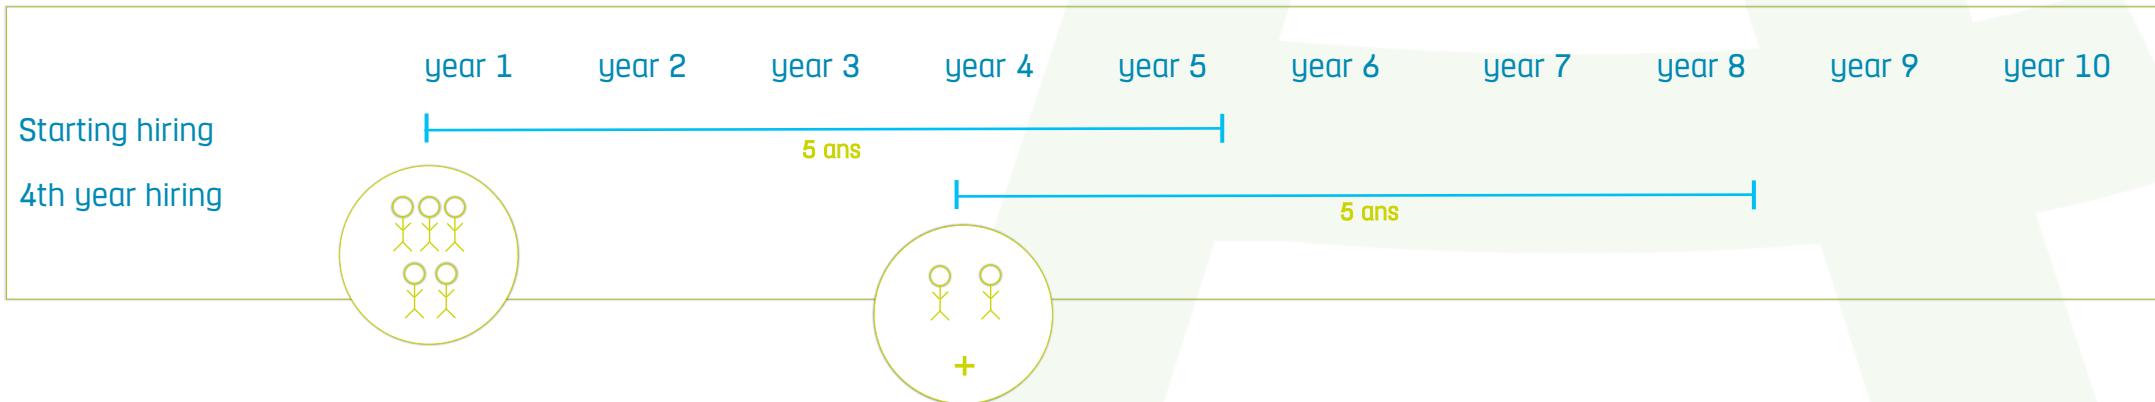 year 1 year 2 year 3 year 4 year 5 year 6 year 7 year 8 year 9 year 10
Starting hiring
5 ans
4th year hiring
5 ans
+